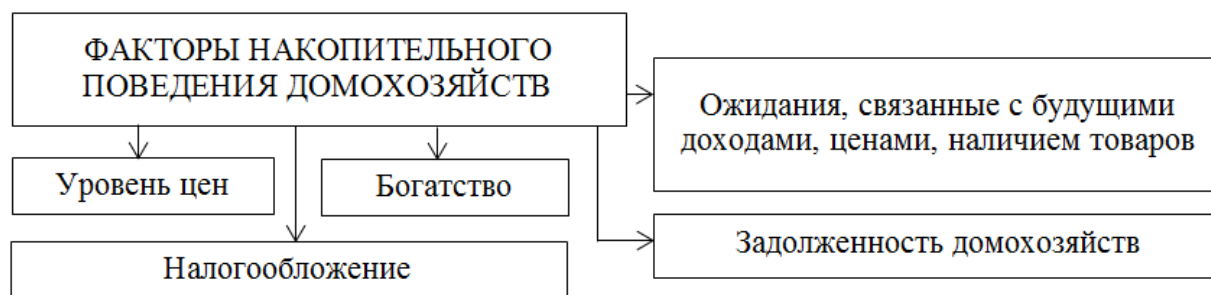 ФАКТОРЫ НАКОПИТЕЛЬНОГО
ПОВЕДЕНИЯ ДОМОХОЗЯЙСТВ
Ожидания, связанные с будущими
доходами, ценами, наличием товаров
Уровень цен
Богатство
Налогообложение
Задолженность домохозяйств